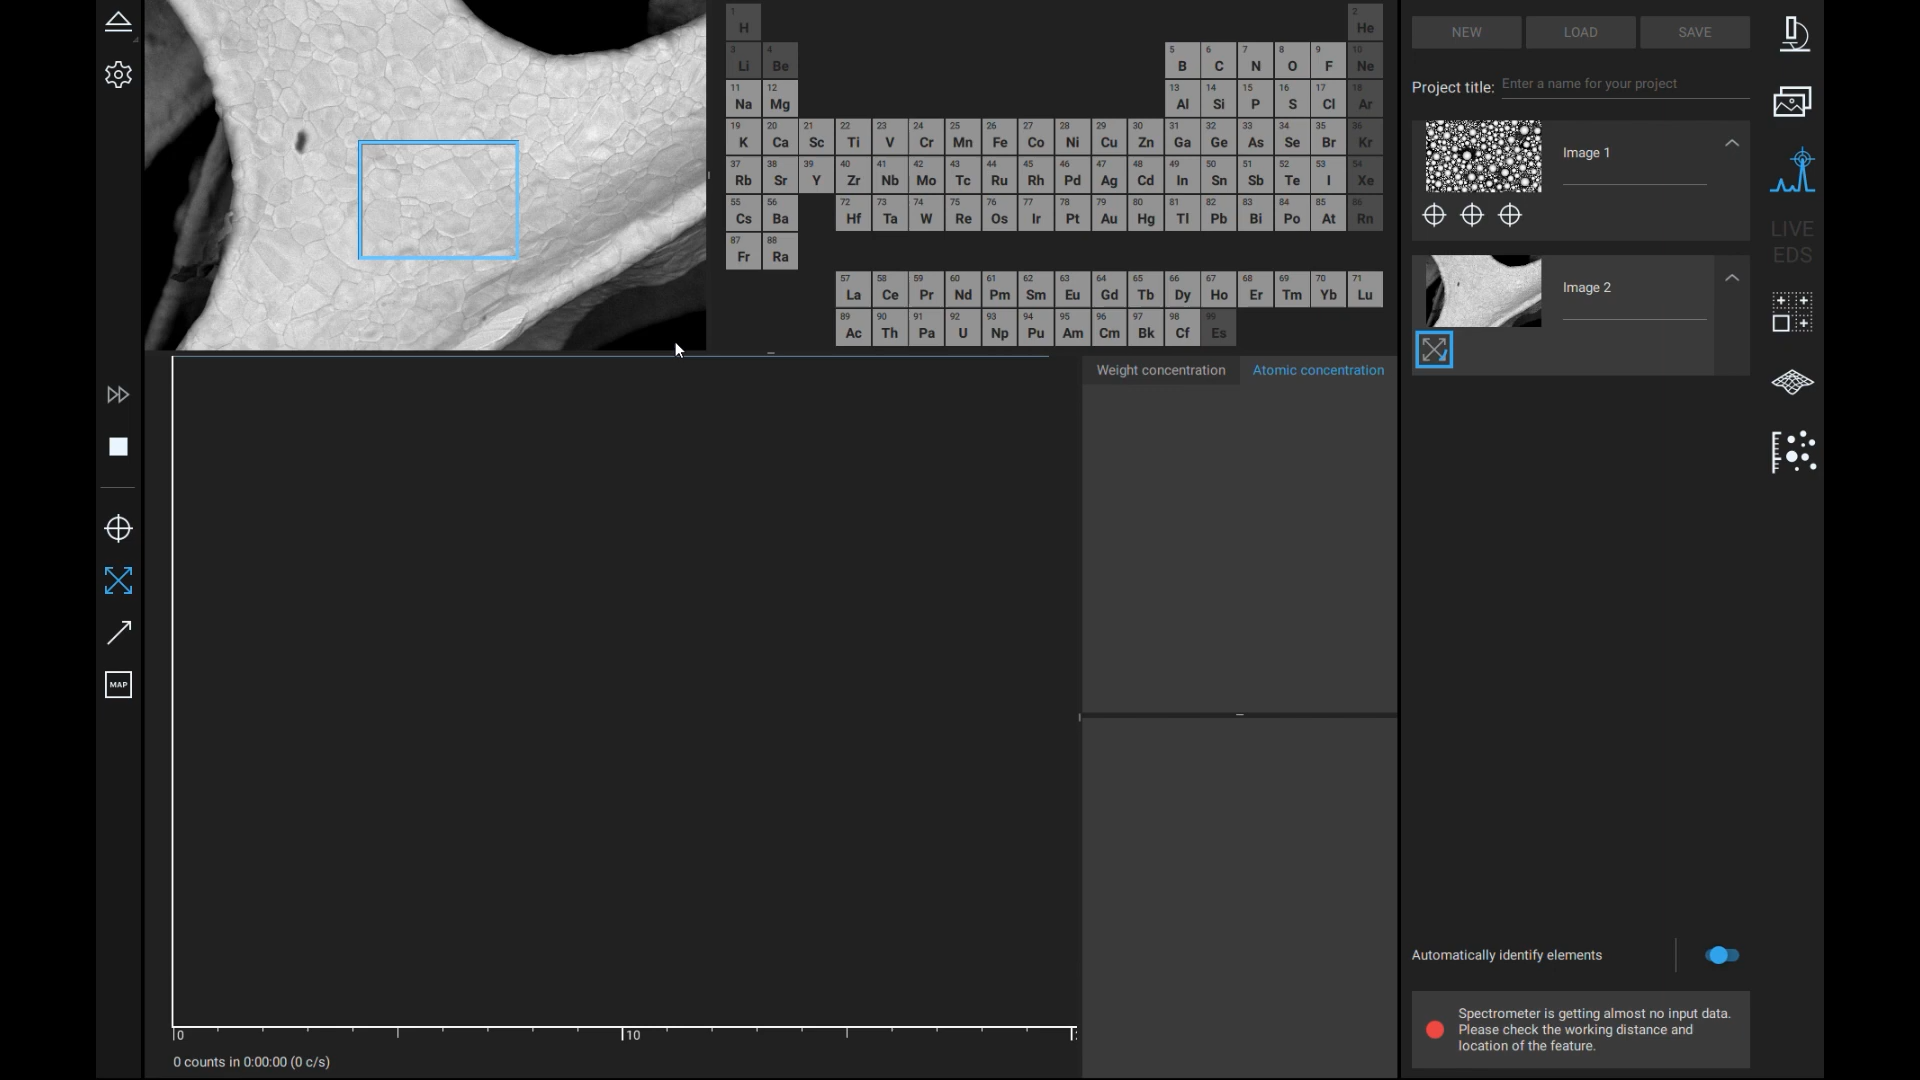 NEW LOAD SAVE
Project title: Enter a name for your project
Image 1
Image 2
LIVE
EDS
1 H 2 He
3 Li 4 Be 5 B 6 C 7 N 8 O 9 F 10 Ne
11 Na 12 Mg 13 Al 14 Si 15 P 16 S 17 Cl 18 Ar
19 K 20 Ca 21 Sc 22 Ti 23 V 24 Cr 25 Mn 26 Fe 27 Co 28 Ni 29 Cu 30 Zn 31 Ga 32 Ge 33 As 34 Se 35 Br 36 Kr
37 Rb 38 Sr 39 Y 40 Zr 41 Nb 42 Mo 43 Tc 44 Ru 45 Rh 46 Pd 47 Ag 48 Cd 49 In 50 Sn 51 Sb 52 Te 53 I 54 Xe
55 Cs 56 Ba 72 Hf 73 Ta 74 W 75 Re 76 Os 77 Ir 78 Pt 79 Au 80 Hg 81 Tl 82 Pb 83 Bi 84 Po 85 At 86 Rn
87 Fr 88 Ra
57 La 58 Ce 59 Pr 60 Nd 61 Pm 62 Sm 63 Eu 64 Gd 65 Tb 66 Dy 67 Ho 68 Er 69 Tm 70 Yb 71 Lu
89 Ac 90 Th 91 Pa 92 U 93 Np 94 Pu 95 Am 96 Cm 97 Bk 98 Cf 99 Es
Weight concentration Atomic concentration
MAP
0 10
0 counts in 0:00:00 (0 c/s)
Automatically identify elements
Spectrometer is getting almost no input data.
Please check the working distance and
location of the feature.